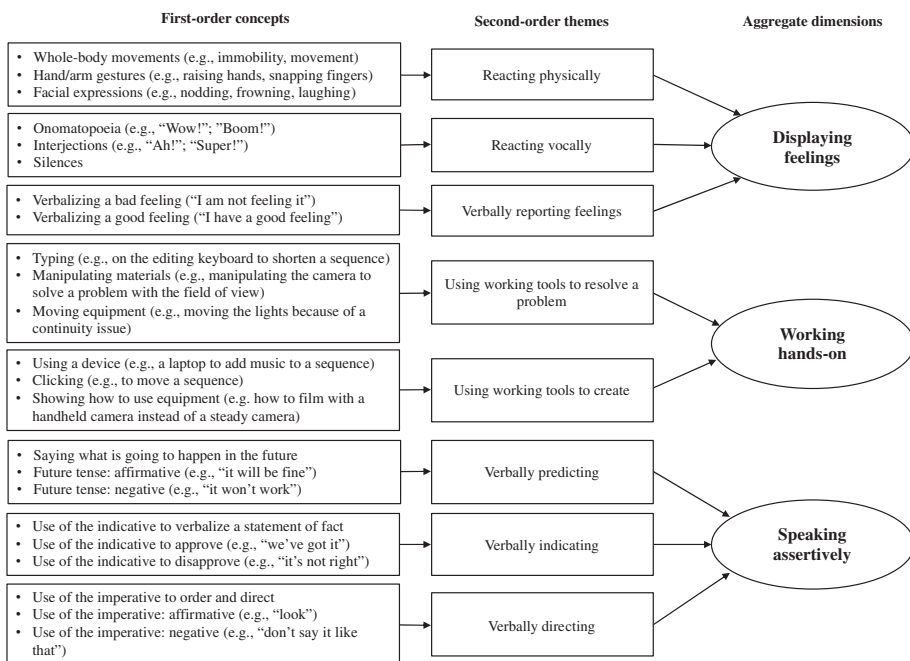 First-order concepts
Second-order themes
Aggregate dimensions
• Whole-body movements (e.g., immobility, movement)
• Hand/arm gestures (e.g., raising hands, snapping fingers)
• Facial expressions (e.g., nodding, frowning, laughing)
Reacting physically
• Onomatopoeia (e.g., “Wow!”; ”Boom!”)
• Interjections (e.g., “Ah!”; “Super!”)
• Silences
Reacting vocally
• Verbalizing a bad feeling (“I am not feeling it”)
• Verbalizing a good feeling (“I have a good feeling”)
Verbally reporting feelings
Displaying
feelings
• Typing (e.g., on the editing keyboard to shorten a sequence)
• Manipulating materials (e.g., manipulating the camera to
solve a problem with the field of view)
• Moving equipment (e.g., moving the lights because of a
continuity issue)
Using working tools to resolve a
problem
• Using a device (e.g., a laptop to add music to a sequence)
• Clicking (e.g., to move a sequence)
• Showing how to use equipment (e.g. how to film with a
handheld camera instead of a steady camera)
Using working tools to create
Working
hands-on
• Saying what is going to happen in the future
• Future tense: affirmative (e.g., “it will be fine”)
• Future tense: negative (e.g., “it won’t work”)
Verbally predicting
• Use of the indicative to verbalize a statement of fact
• Use of the indicative to approve (e.g., “we’ve got it”)
• Use of the indicative to disapprove (e.g., “it’s not right”)
Verbally indicating
• Use of the imperative to order and direct
• Use of the imperative: affirmative (e.g., “look”)
• Use of the imperative: negative (e.g., “don’t say it like
that”)
Verbally directing
Speaking
assertively